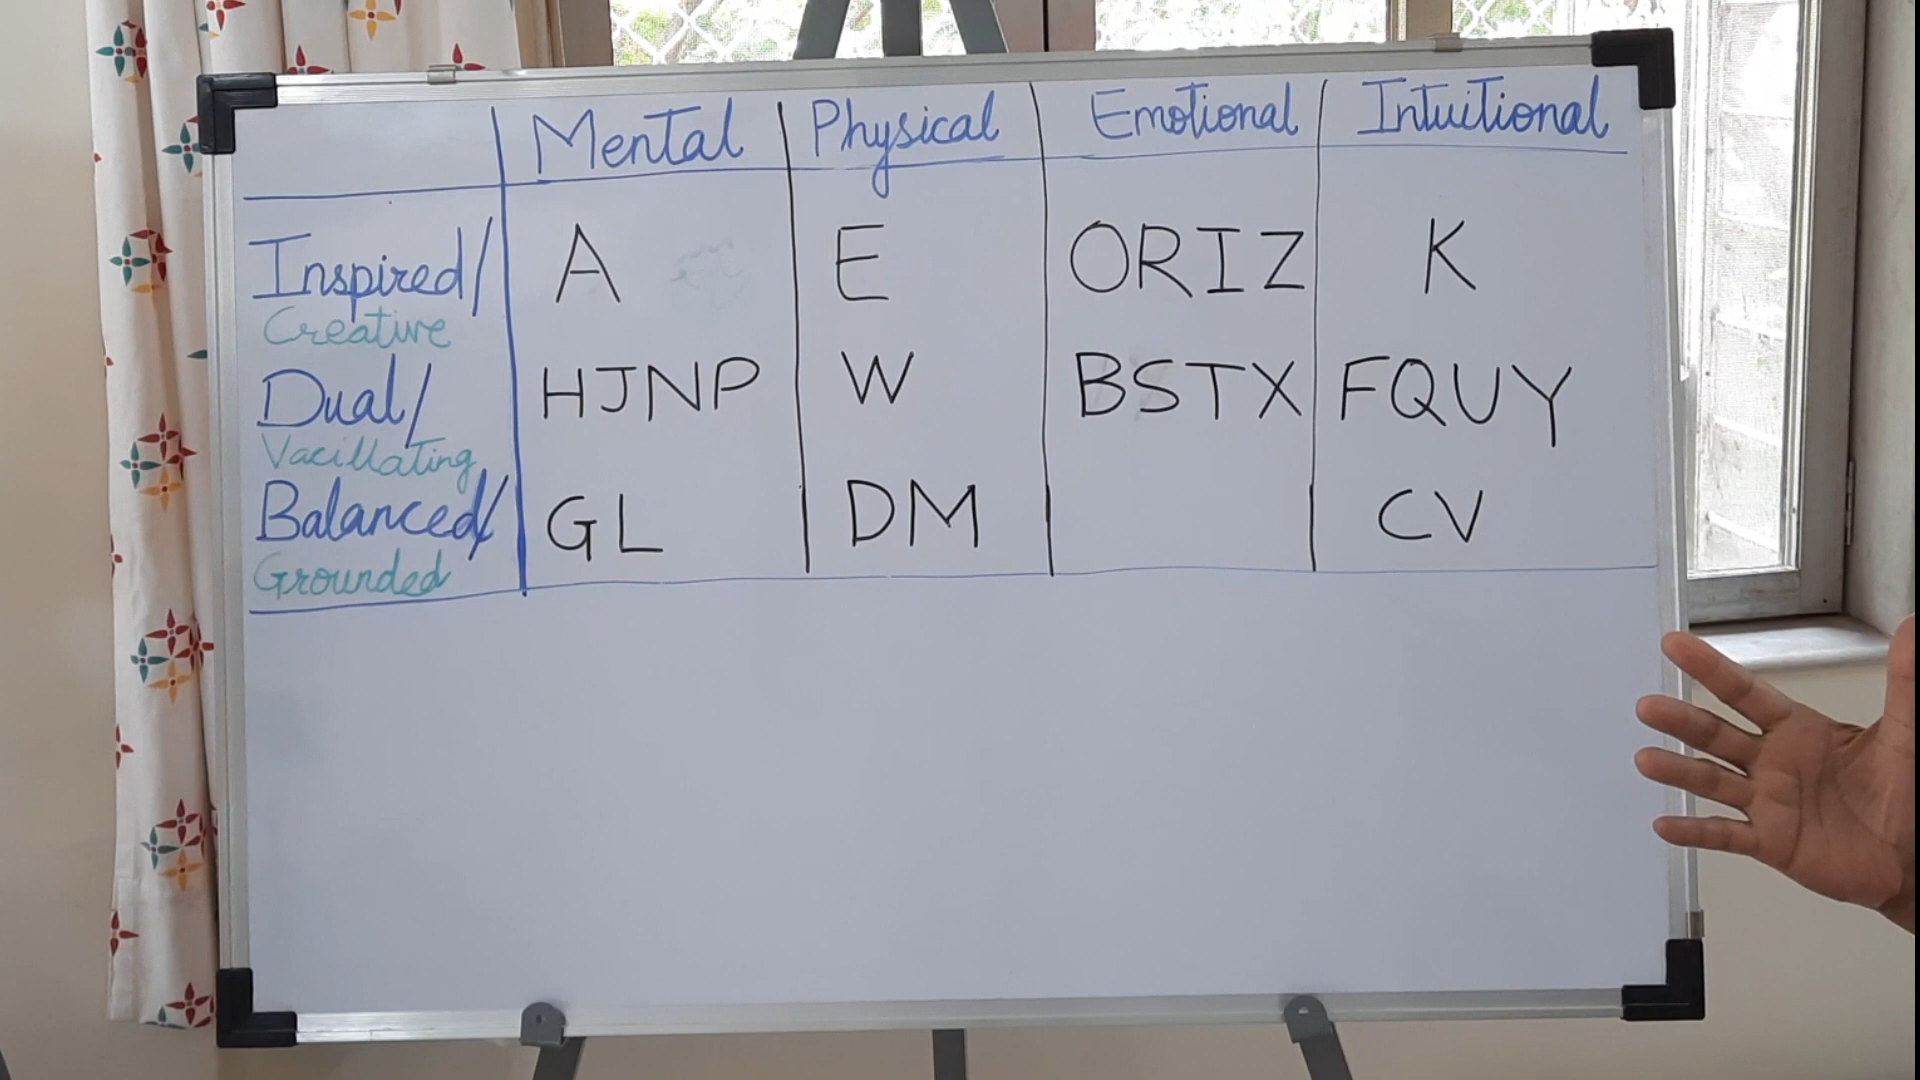 Mental Physical Emotional Intuitional
Inspired/ A E ORIZ K
Creative
Dual/ HJNP W BSTX FQUY
Vacillating
Balanced/ GL DM CV
Grounded